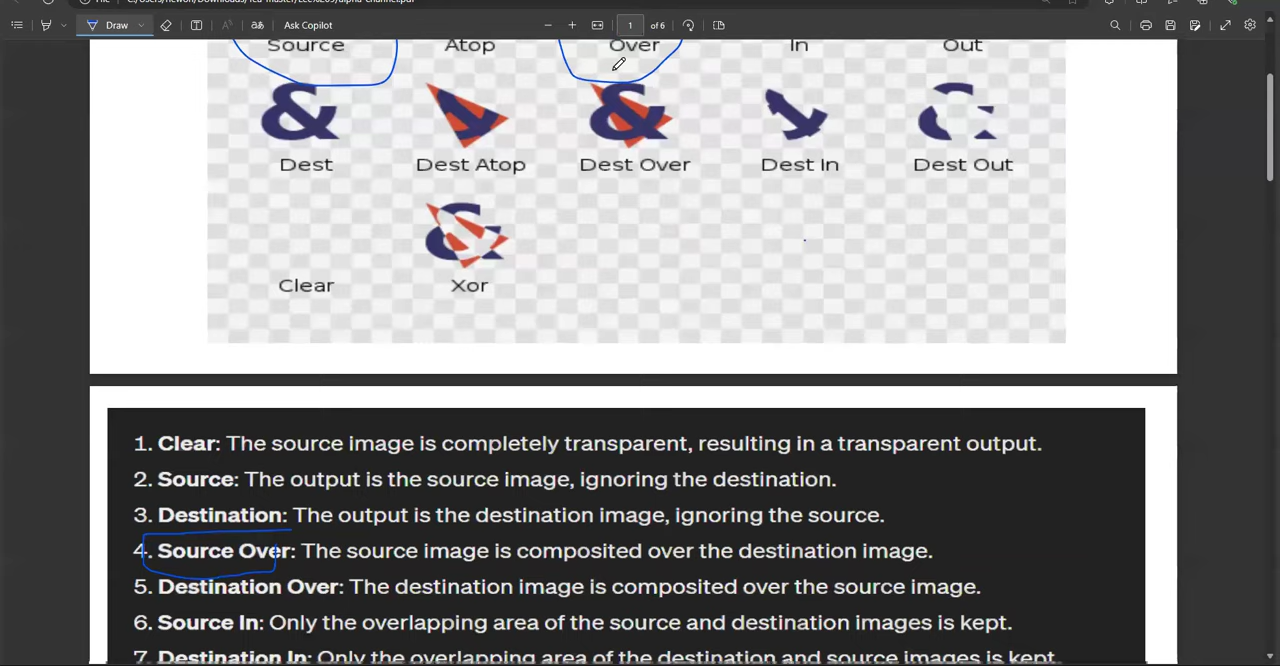 Draw
Ask Copilot
1 of 6
Source Atop Over In Out
Dest Dest Atop Dest Over Dest In Dest Out
Clear Xor
1. Clear: The source image is completely transparent, resulting in a transparent output.
2. Source: The output is the source image, ignoring the destination.
3. Destination: The output is the destination image, ignoring the source.
4. Source Over: The source image is composited over the destination image.
5. Destination Over: The destination image is composited over the source image.
6. Source In: Only the overlapping area of the source and destination images is kept.
7. Destination In: Only the overlapping area of the destination and source images is kept.